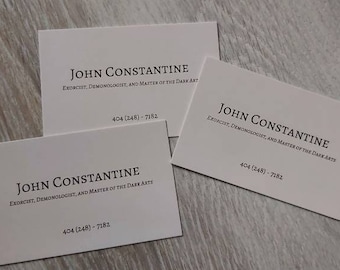 John Constantine
Exorcist, Demonologist, and Master of the Dark Arts
404 (248) - 7182
John Constantine
Exorcist, Demonologist, and Master of the Dark Arts
404 (248) - 7182
John Constantine
Exorcist, Demonologist, and Master of the Dark Arts
404 (248) - 7182